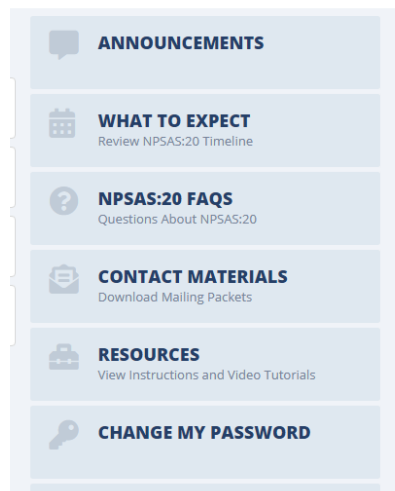 ANNOUNCEMENTS
WHAT TO EXPECT
Review NPSAS:20 Timeline
NPSAS:20 FAQS
Questions About NPSAS:20
CONTACT MATERIALS
Download Mailing Packets
RESOURCES
View Instructions and Video Tutorials
CHANGE MY PASSWORD